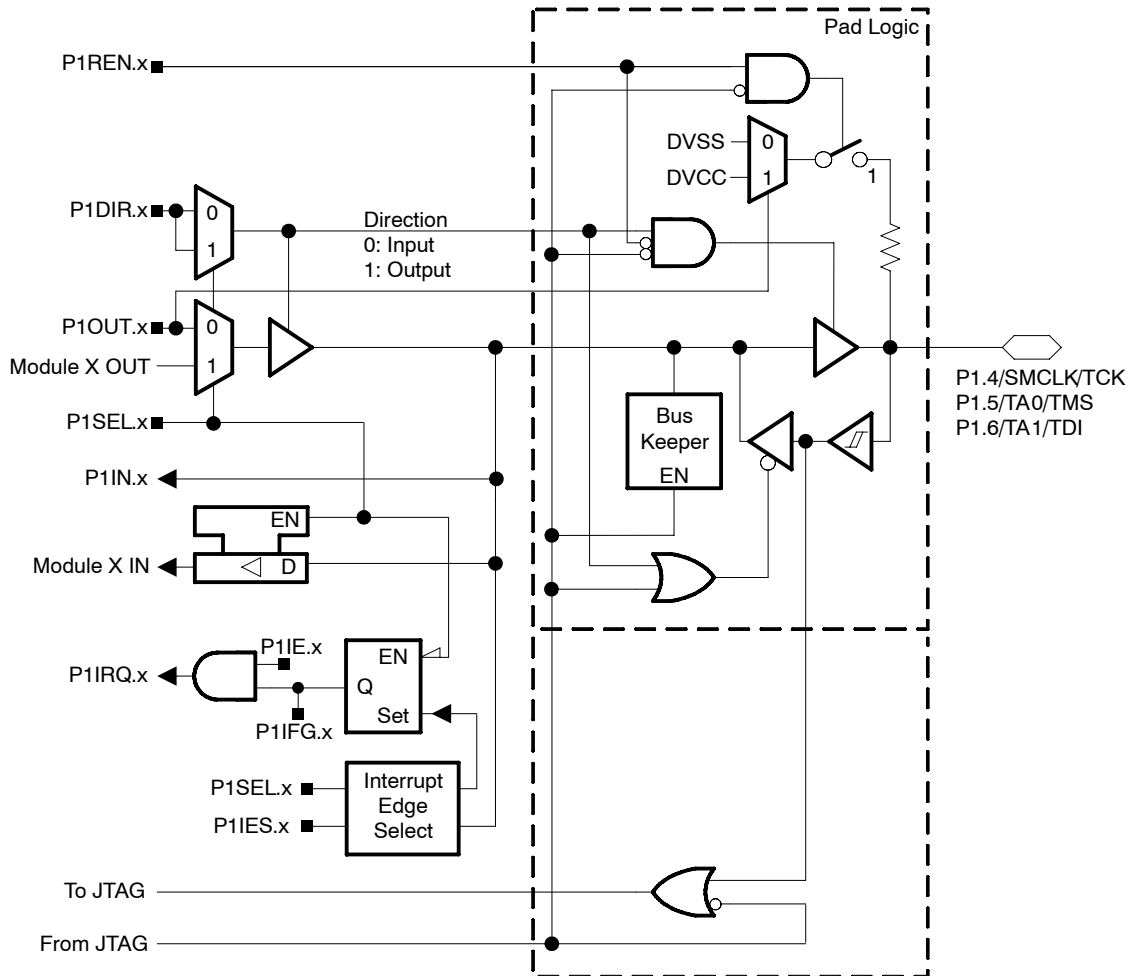 Pad Logic
P1REN.x
DVSS
0
DVCC
1
1
P1DIR.x
0
1
Direction
0: Input
1: Output
P1OUT.x
0
Module X OUT
1
P1.4/SMCLK/TCK
P1.5/TA0/TMS
P1.6/TA1/TDI
P1SEL.x
Bus
Keeper
EN
P1IN.x
EN
Module X IN
D
P1IE.x
P1IRQ.x
EN
Q
Set
P1IFG.x
P1SEL.x
P1IES.x
Interrupt
Edge
Select
To JTAG
From JTAG